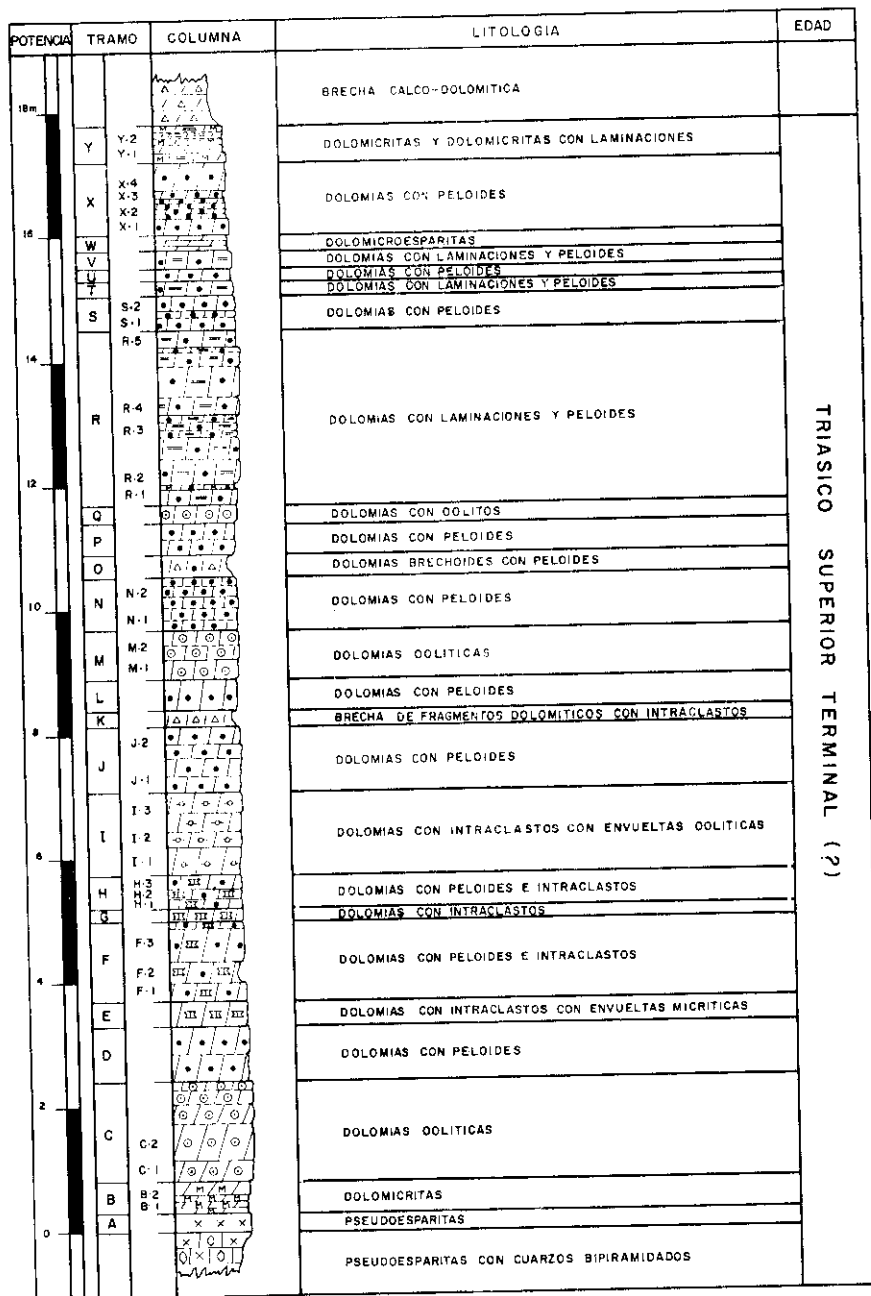 POTENCIA TRAMO COLUMNA LITOLOGIA EDAD
BRECHA CALCO-DOLOMITICA
18m
Y Y-2 DOLOMICRITAS Y DOLOMICRITAS CON LAMINACIONES
Y-1
X X-4 DOLOMIAS CON PELOIDES
X-3
X-2
X-1
16
W DOLOMICROESPARITAS
V DOLOMIAS CON LAMINACIONES Y PELOIDES
U DOLOMIAS CON PELOIDES
T DOLOMIAS CON LAMINACIONES Y PELOIDES
S S-2 DOLOMIAS CON PELOIDES
S-1
R-5
14
R R-4 DOLOMIAS CON LAMINACIONES Y PELOIDES
R-3
R-2
12
R-1
Q DOLOMIAS CON OOLITOS
P DOLOMIAS CON PELOIDES
O DOLOMIAS BRECHOIDES CON PELOIDES
N N-2 DOLOMIAS CON PELOIDES
10
N-1
M M-2 DOLOMIAS OOLITICAS
M-1
L DOLOMIAS CON PELOIDES
K BRECHA DE FRAGMENTOS DOLOMITICOS CON INTRACLASTOS
8
J J-2 DOLOMIAS CON PELOIDES
J-1
I I-3 DOLOMIAS CON INTRACLASTOS CON ENVUELTAS OOLITICAS
I-2
I-1
6
H H-3 DOLOMIAS CON PELOIDES E INTRACLASTOS
H-2
H-1
G DOLOMIAS CON INTRACLASTOS
F F-3 DOLOMIAS CON PELOIDES E INTRACLASTOS
F-2
4
F-1
E DOLOMIAS CON INTRACLASTOS CON ENVUELTAS MICRITICAS
D DOLOMIAS CON PELOIDES
2
C C-2 DOLOMIAS OOLITICAS
C-1
B B-2 DOLOMICRITAS
B-1
A PSEUDOESPARITAS
0
PSEUDOESPARITAS CON CUARZOS BIPIRAMIDADOS
TRIASICO SUPERIOR TERMINAL (?)